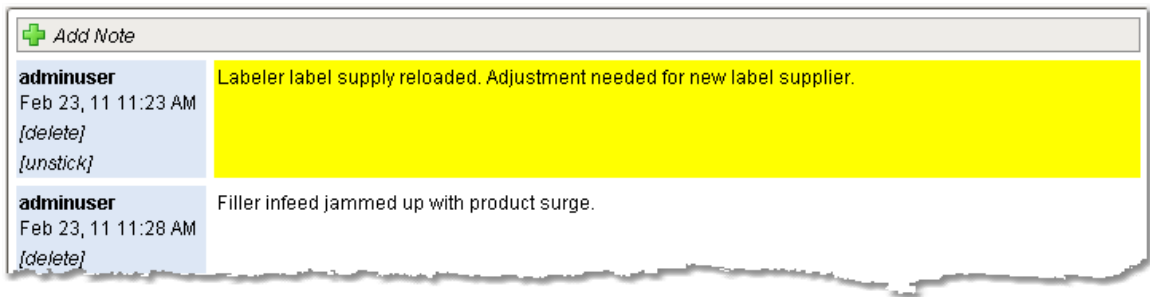 Add Note
adminuser
Feb 23, 11 11:23 AM
[delete]
[unstick]
Labeler label supply reloaded. Adjustment needed for new label supplier.
adminuser
Feb 23, 11 11:28 AM
[delete]
Filler infeed jammed up with product surge.